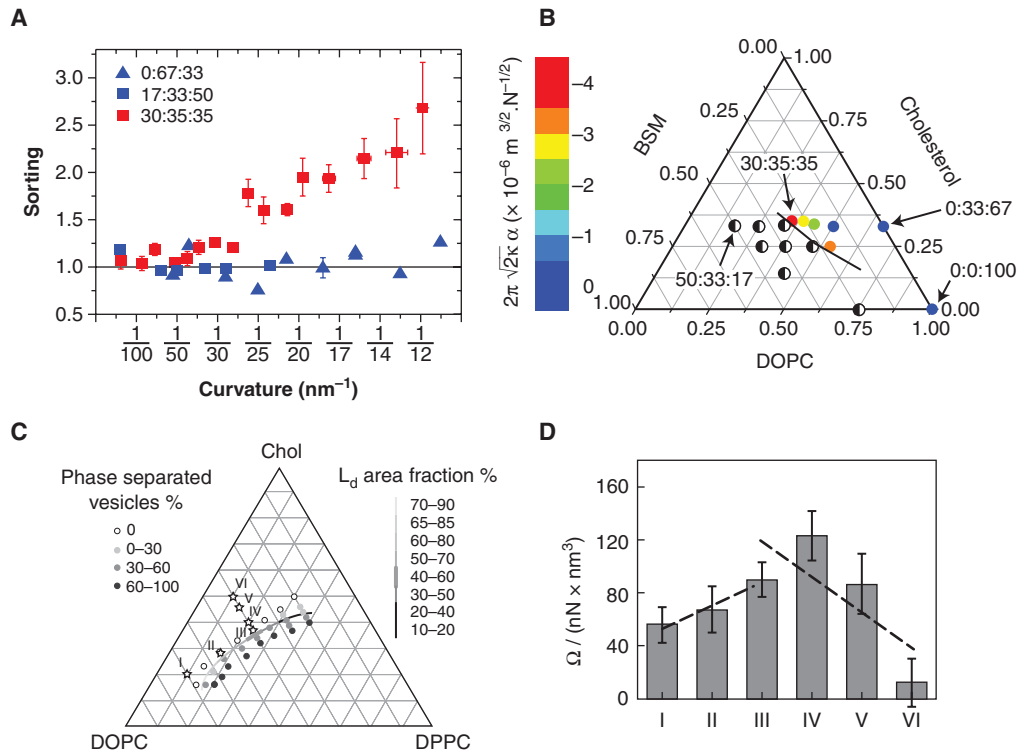 A
0:67:33
17:33:50
30:35:35
3.0
2.5
2.0
1.5
1.0
0.5
Sorting
1/100
1/50
1/30
1/25
1/20
1/17
1/14
1/12
Curvature (nm⁻¹)
B
2π √2κ α (× 10⁻⁶ m ³/².N⁻¹/²)
–4
–3
–2
–1
0
0.00
1.00
0.25
0.75
BSM
Cholesterol
30:35:35
0.50
0.50
0:33:67
0.75
0.25
50:33:17
0:0:100
1.00
0.00
0.00
0.25
0.50
0.75
1.00
DOPC
C
Chol
Phase separated
vesicles %
0
0–30
30–60
60–100
L_d area fraction %
70–90
65–85
60–80
50–70
40–60
30–50
20–40
10–20
VI
V
IV
III
II
I
DOPC
DPPC
D
160
120
80
40
0
Ω / (nN × nm³)
I
II
III
IV
V
VI